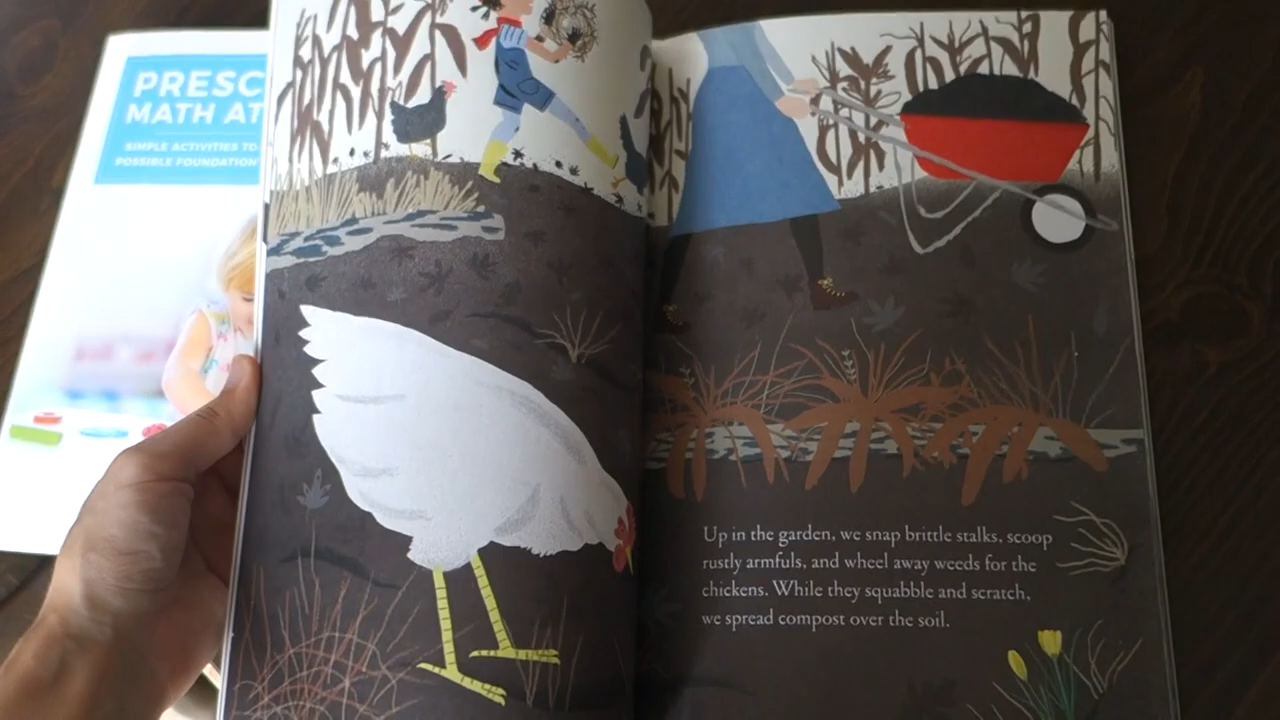 PRESC
MATH AT
SIMPLE ACTIVITIES TO
POSSIBLE FOUNDATION
Up in the garden, we snap brittle stalks, scoop
rustly armfuls, and wheel away weeds for the
chickens. While they squabble and scratch,
we spread compost over the soil.